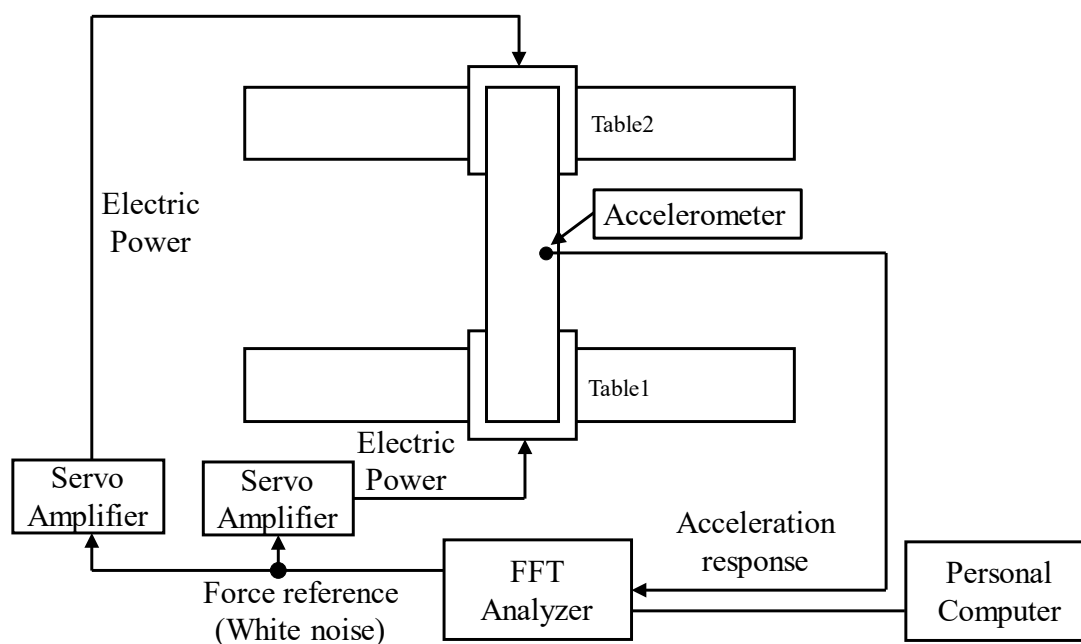 Table2
Electric
Power
Accelerometer
Table1
Electric
Power
Servo
Amplifier
Servo
Amplifier
Acceleration
response
FFT
Analyzer
Personal
Computer
Force reference
(White noise)